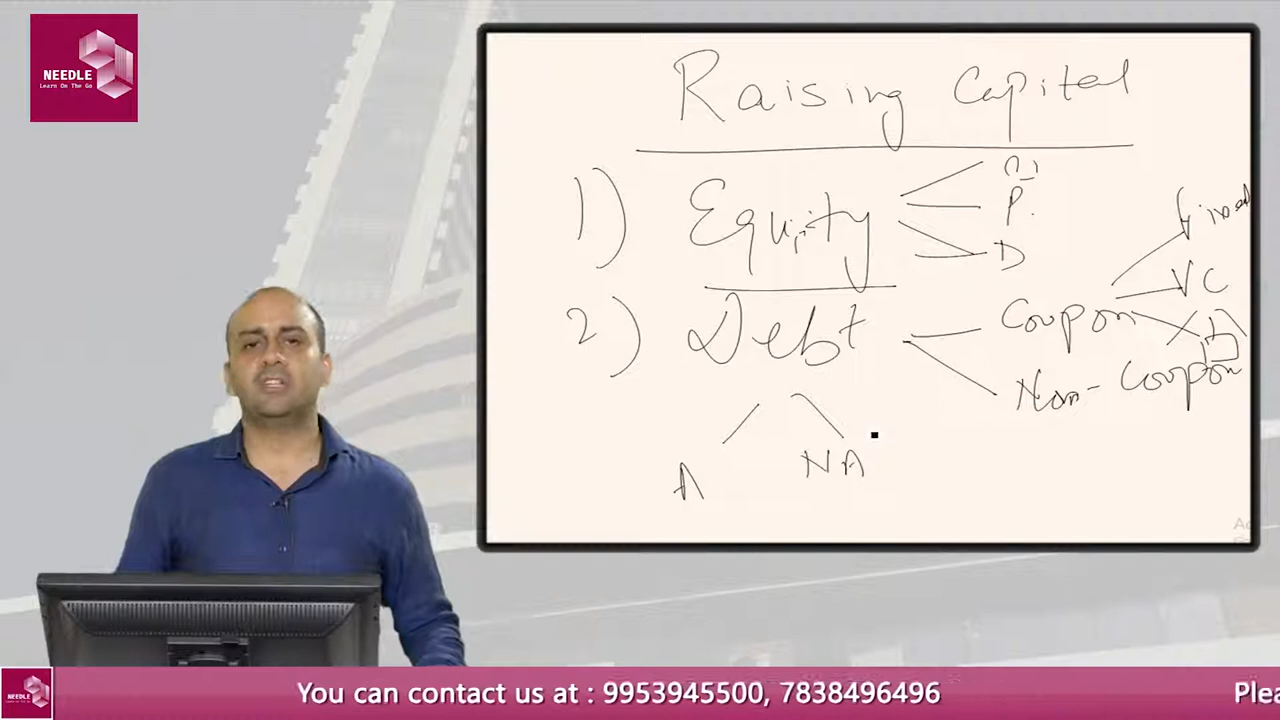 NEEDLE
Learn On The Go
Raising Capital
1) Equity
P.
D
Fixed
VC
2) Debt
Coupon
Non-Coupon
A
NA
NEEDLE
You can contact us at : 9953945500, 7838496496
Plea